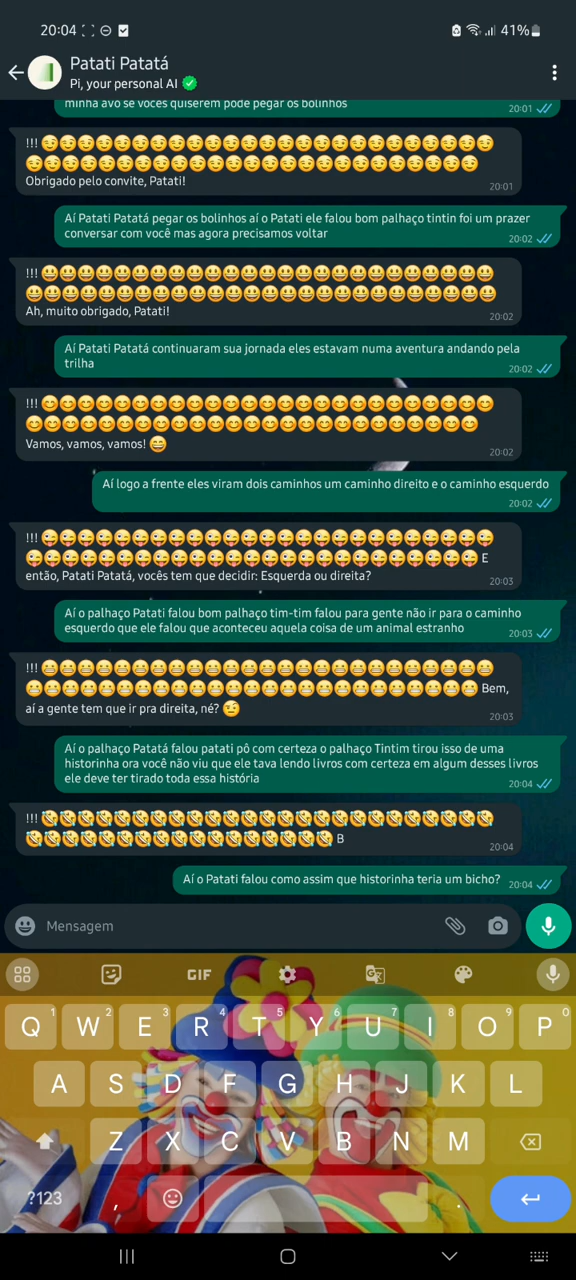 20:04
41%
Patati Patatá
Pi, your personal AI
minha avó se vocês quiserem pode pegar os bolinhos
20:01
!!! 😏😏😏😏😏😏😏😏😏😏😏😏😏😏😏😏😏😏😏😏😏😏😏😏😏
😏😏😏😏😏😏😏😏😏😏😏😏😏😏😏😏😏😏😏😏😏😏😏😏😏
Obrigado pelo convite, Patati!
20:01
Aí Patati Patatá pegar os bolinhos aí o Patati ele falou bom palhaço tintin foi um prazer
conversar com você mas agora precisamos voltar
20:02
!!! 😀😀😀😀😀😀😀😀😀😀😀😀😀😀😀😀😀😀😀😀😀😀😀😀😀
😀😀😀😀😀😀😀😀😀😀😀😀😀😀😀😀😀😀😀😀😀😀😀😀😀😀
Ah, muito obrigado, Patati!
20:02
Aí Patati Patatá continuaram sua jornada eles estavam numa aventura andando pela
trilha
20:02
!!! 😊😊😊😊😊😊😊😊😊😊😊😊😊😊😊😊😊😊😊😊😊😊😊😊😊
😊😊😊😊😊😊😊😊😊😊😊😊😊😊😊😊😊😊😊😊😊😊😊😊😊
Vamos, vamos, vamos! 😄
20:02
Aí logo a frente eles viram dois caminhos um caminho direito e o caminho esquerdo
20:02
!!! 😜😜😜😜😜😜😜😜😜😜😜😜😜😜😜😜😜😜😜😜😜😜😜😜😜
😜😜😜😜😜😜😜😜😜😜😜😜😜😜😜😜😜😜😜😜😜😜😜😜😜 E
então, Patati Patatá, vocês tem que decidir: Esquerda ou direita?
20:03
Aí o palhaço Patati falou bom palhaço tim-tim falou para gente não ir para o caminho
esquerdo que ele falou que aconteceu aquela coisa de um animal estranho
20:03
!!! 😬😬😬😬😬😬😬😬😬😬😬😬😬😬😬😬😬😬😬😬😬😬😬😬😬
😬😬😬😬😬😬😬😬😬😬😬😬😬😬😬😬😬😬😬😬😬😬😬😬😬 Bem,
aí a gente tem que ir pra direita, né? 😉
20:03
Aí o palhaço Patatá falou patati pô com certeza o palhaço Tintim tirou isso de uma
historinha ora você não viu que ele tava lendo livros com certeza em algum desses livros
ele deve ter tirado toda essa história
20:04
!!! 🤣🤣🤣🤣🤣🤣🤣🤣🤣🤣🤣🤣🤣🤣🤣🤣🤣🤣🤣🤣🤣🤣🤣🤣🤣
🤣🤣🤣🤣🤣🤣🤣🤣🤣🤣🤣🤣🤣🤣🤣🤣🤣 B
20:04
Aí o Patati falou como assim que historinha teria um bicho?
20:04
Mensagem
GIF
Q 1 W 2 E 3 R 4 T 5 Y 6 U 7 I 8 O 9 P 0
A S D F G H J K L
Z X C V B N M
?123 , .